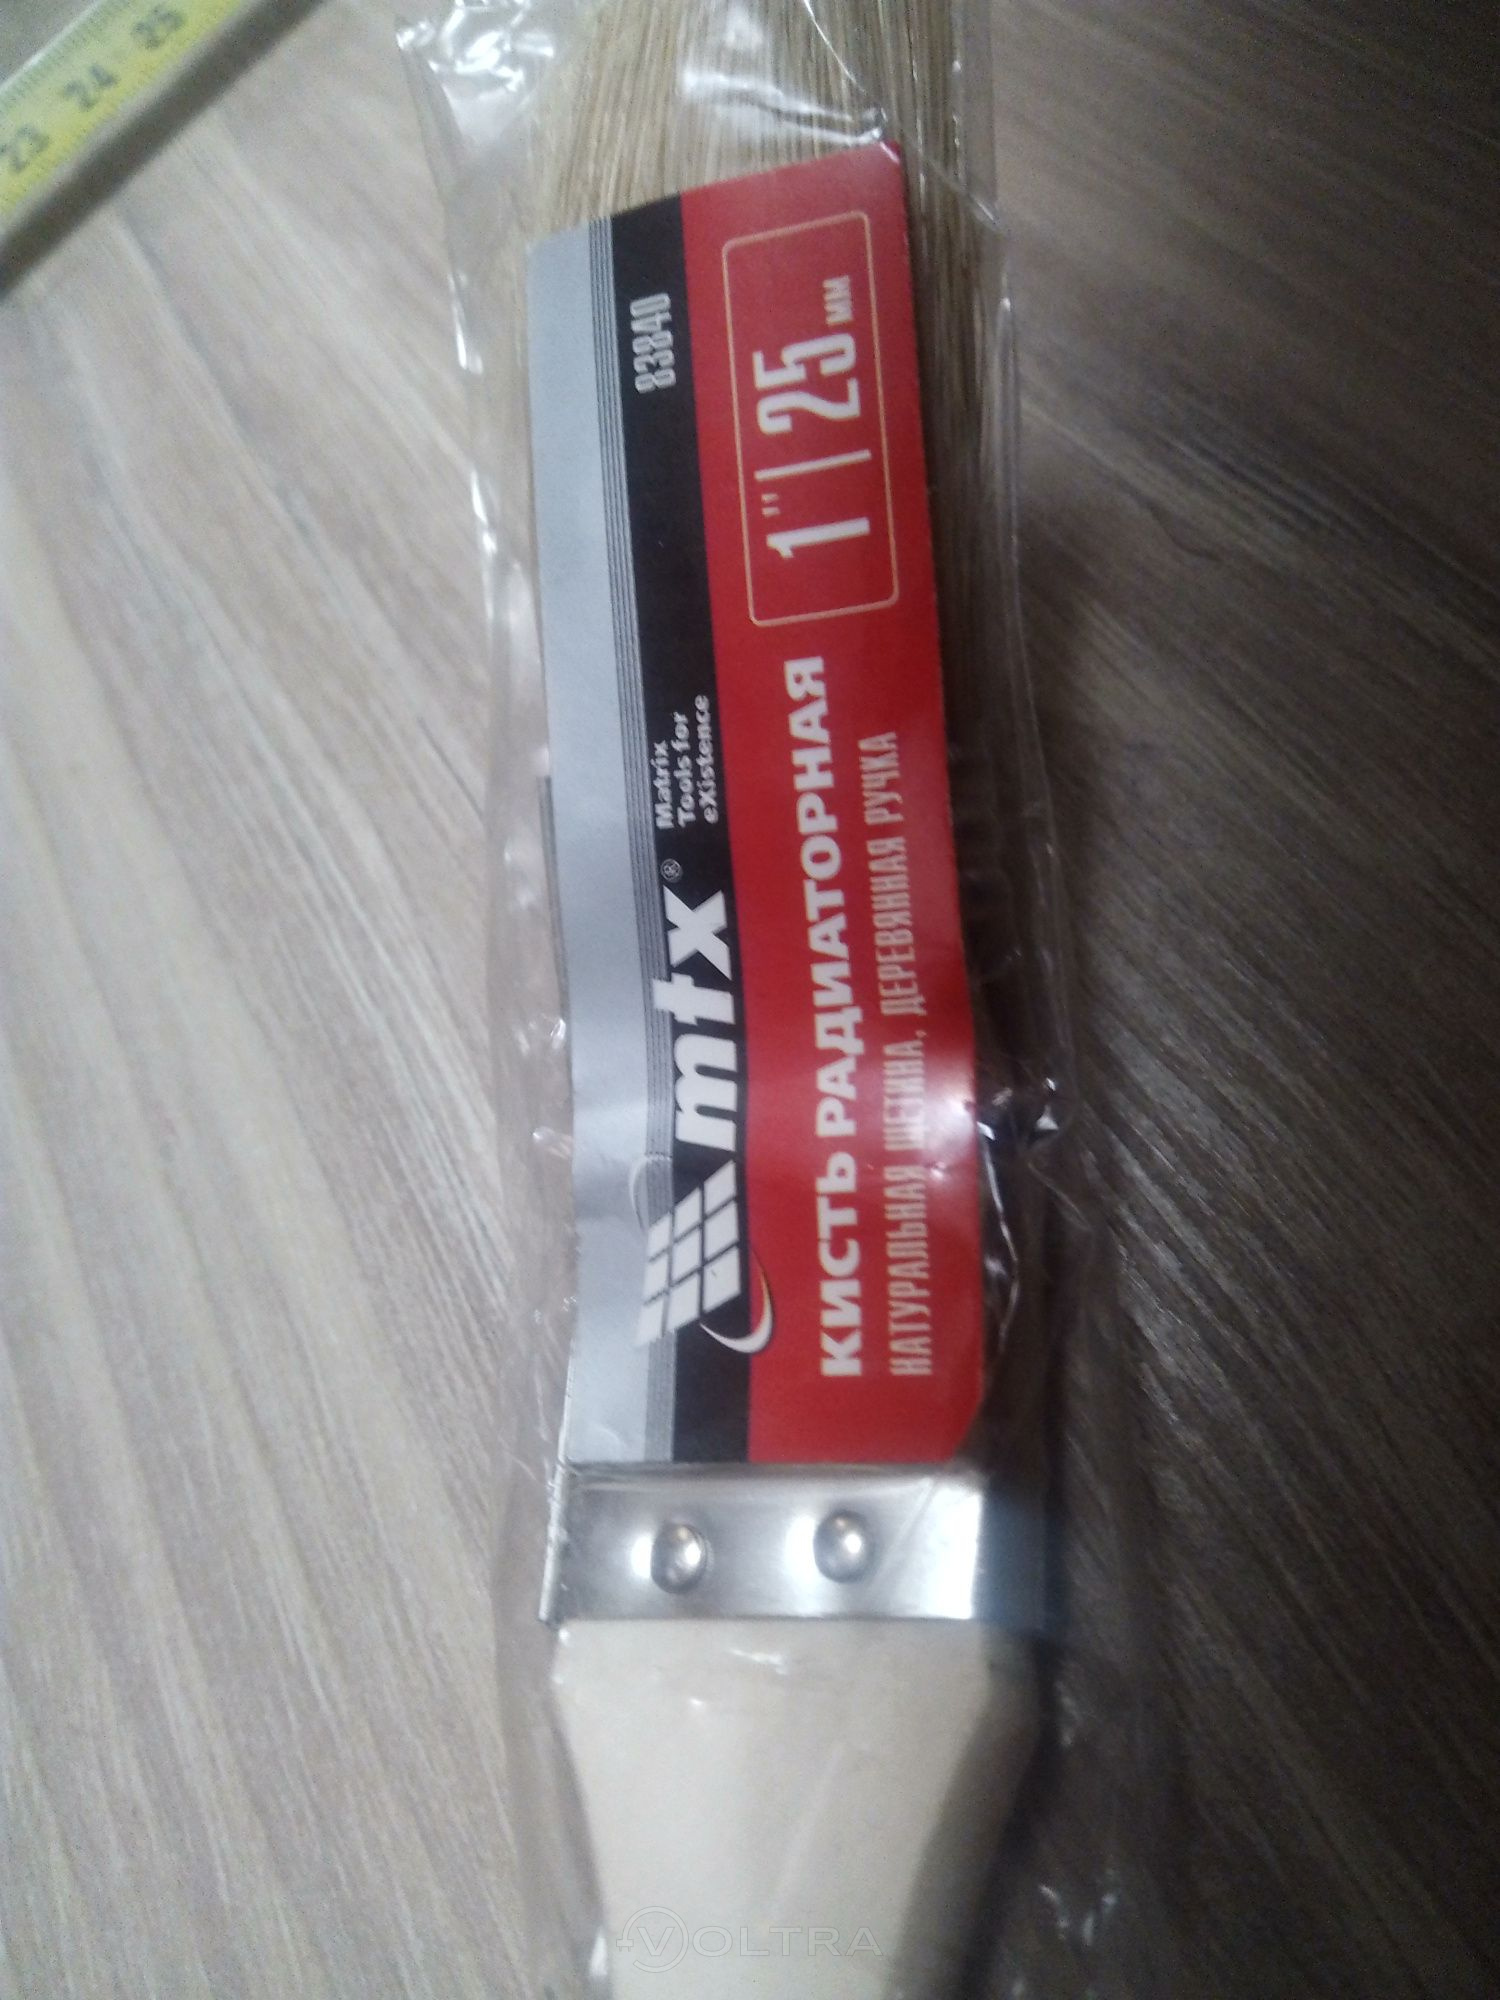 83840
mtx®
Matrix
Tools for
eXistence
1" | 25 мм
КИСТЬ РАДИАТОРНАЯ
НАТУРАЛЬНАЯ ЩЕТИНА, ДЕРЕВЯННАЯ РУЧКА
23 24 25
VOLTRA